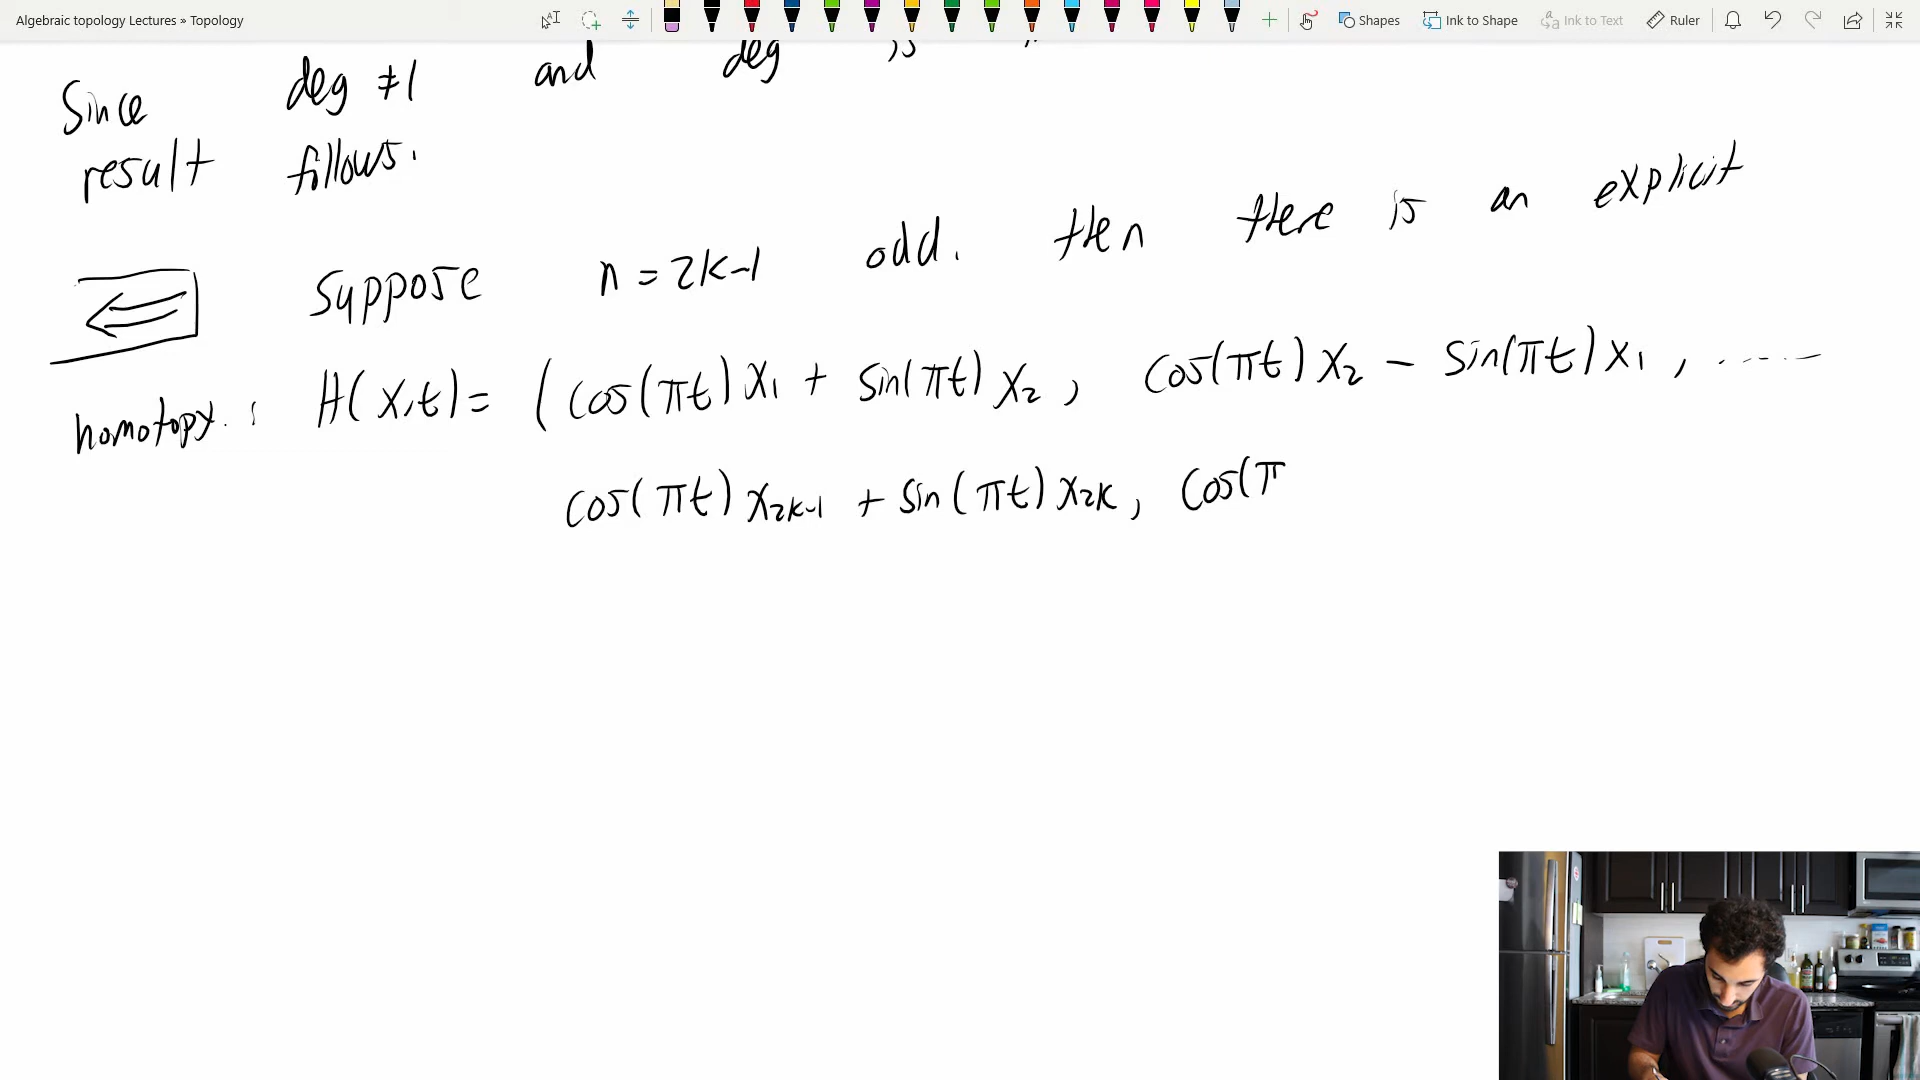 Algebraic topology Lectures » Topology
Shapes Ink to Shape Ink to Text Ruler
Since deg ≠ 1 and deg is
result follows.
Suppose n = 2k-1 odd. then there is an explicit
homotopy : H(x,t) = (cos(πt)x₁ + sin(πt)x₂, cos(πt)x₂ - sin(πt)x₁, ......
cos(πt)x₂ₖ₋₁ + sin(πt)x₂ₖ, cos(π